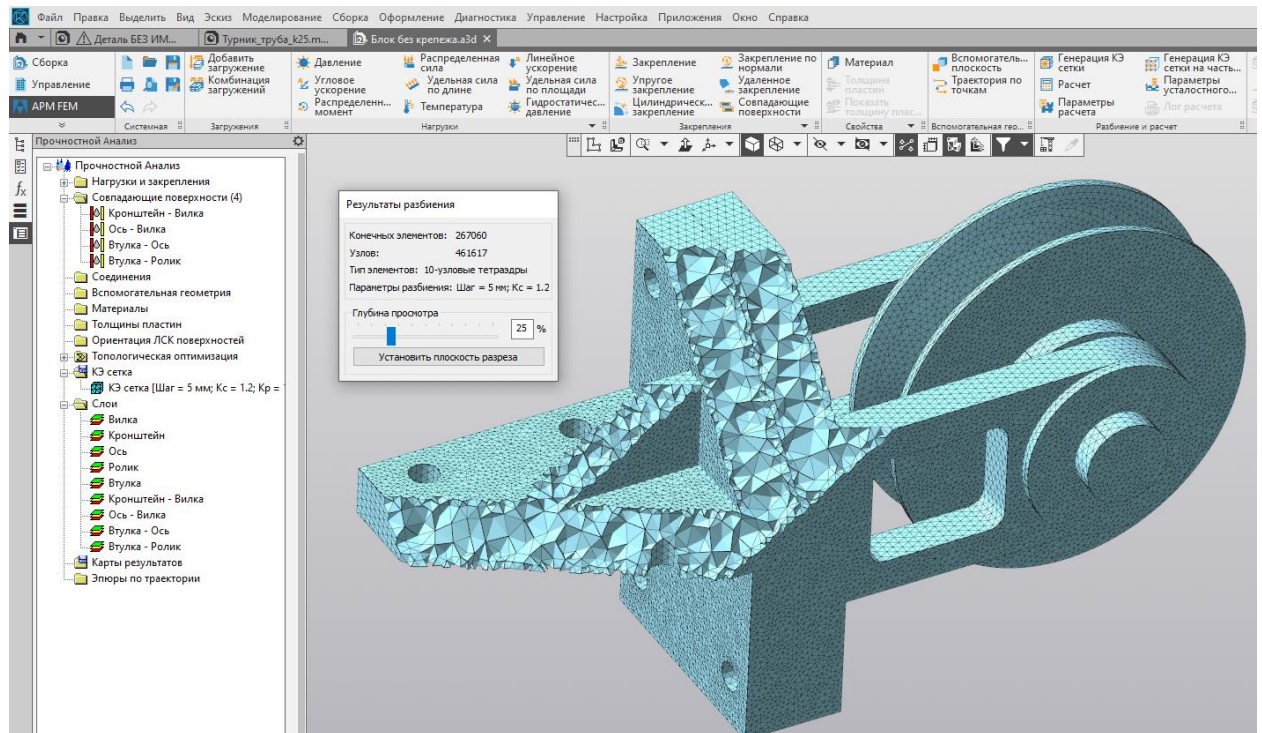 Файл Правка Выделить Вид Эскиз Моделирование Сборка Оформление Диагностика Управление Настройка Приложения Окно Справка
Деталь БЕЗ ИМ...
Турник_труба_k25.m...
Блок без крепежа.a3d
Сборка
Управление
APM FEM
Системная
Добавить
загружение
Комбинация
загружений
Загружения
Давление
Угловое
ускорение
Распределенн...
момент
Распределенная
сила
Удельная сила
по длине
Температура
Линейное
ускорение
Удельная сила
по площади
Гидростатичес...
давление
Нагрузки
Закрепление
Упругое
закрепление
Цилиндрическ...
закрепление
Закрепление по
нормали
Удаленное
закрепление
Совпадающие
поверхности
Закрепления
Материал
Толщина
пластин
Показать
толщину плас...
Свойства
Вспомогатель...
плоскость
Траектория по
точкам
Вспомогательная гео...
Генерация КЭ
сетки
Расчет
Параметры
расчета
Генерация КЭ
сетки на часть...
Параметры
усталостного...
Лог расчета
Разбиение и расчет
Прочностной Анализ
Прочностной Анализ
Нагрузки и закрепления
Совпадающие поверхности (4)
Кронштейн - Вилка
Ось - Вилка
Втулка - Ось
Втулка - Ролик
Соединения
Вспомогательная геометрия
Материалы
Толщины пластин
Ориентация ЛСК поверхностей
Топологическая оптимизация
КЭ сетка
КЭ сетка [Шаг = 5 мм; Кс = 1.2; Кр =
Слои
Вилка
Кронштейн
Ось
Ролик
Втулка
Кронштейн - Вилка
Ось - Вилка
Втулка - Ось
Втулка - Ролик
Карты результатов
Эпюры по траектории
Результаты разбиения
Конечных элементов: 267060
Узлов: 461617
Тип элементов: 10-узловые тетраэдры
Параметры разбиения: Шаг = 5 мм; Кс = 1.2
Глубина просмотра
25 %
Установить плоскость разреза